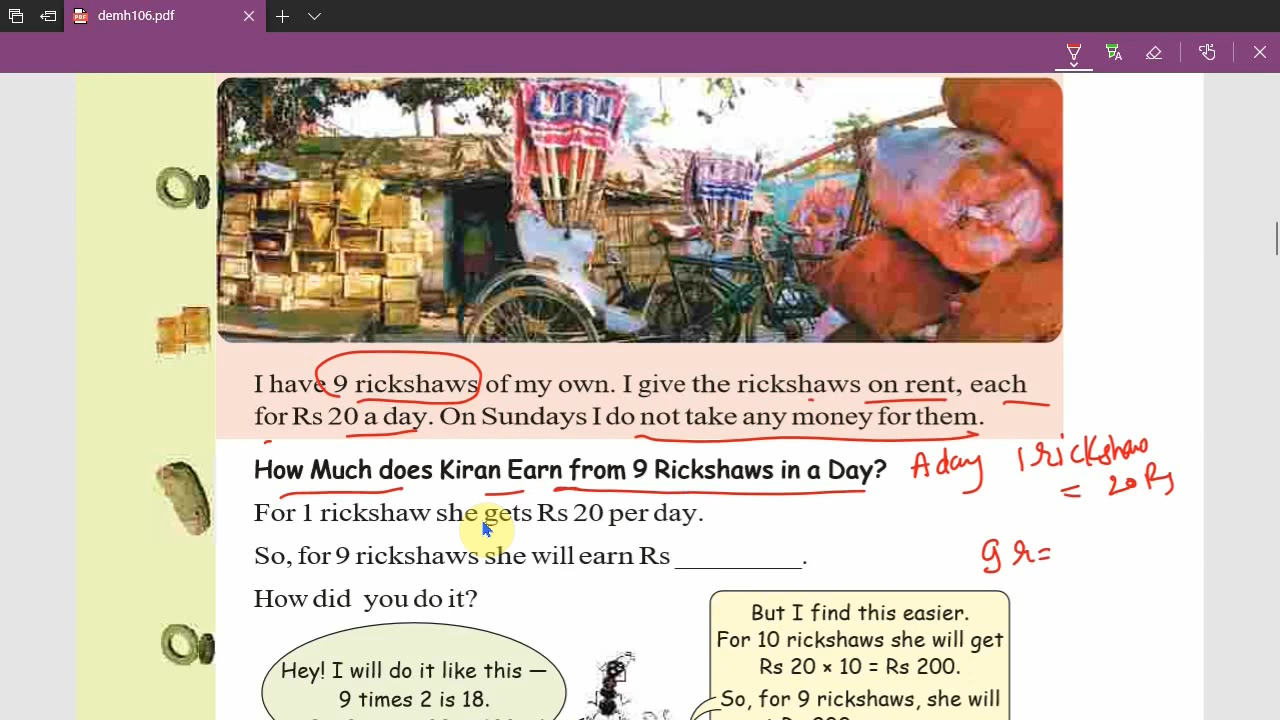 demh106.pdf
I have 9 rickshaws of my own. I give the rickshaws on rent, each
for Rs 20 a day. On Sundays I do not take any money for them.
How Much does Kiran Earn from 9 Rickshaws in a Day?
A day 1 rickshaw
= 20 Rs
For 1 rickshaw she gets Rs 20 per day.
So, for 9 rickshaws she will earn Rs _________.
9 r=
How did you do it?
Hey! I will do it like this —
9 times 2 is 18.
But I find this easier.
For 10 rickshaws she will get
Rs 20 × 10 = Rs 200.
So, for 9 rickshaws, she will